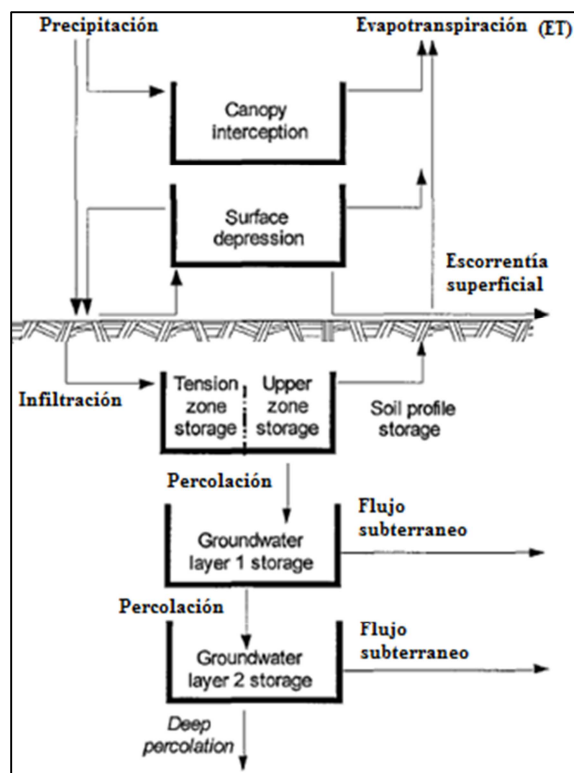 Precipitación
Evapotranspiración (ET)
Canopy
interception
Surface
depression
Escorrentía
superficial
Infiltración
Tension
zone
storage
Upper
zone
storage
Soil profile
storage
Percolación
Flujo
subterraneo
Groundwater
layer 1 storage
Percolación
Flujo
subterraneo
Groundwater
layer 2 storage
Deep
percolation